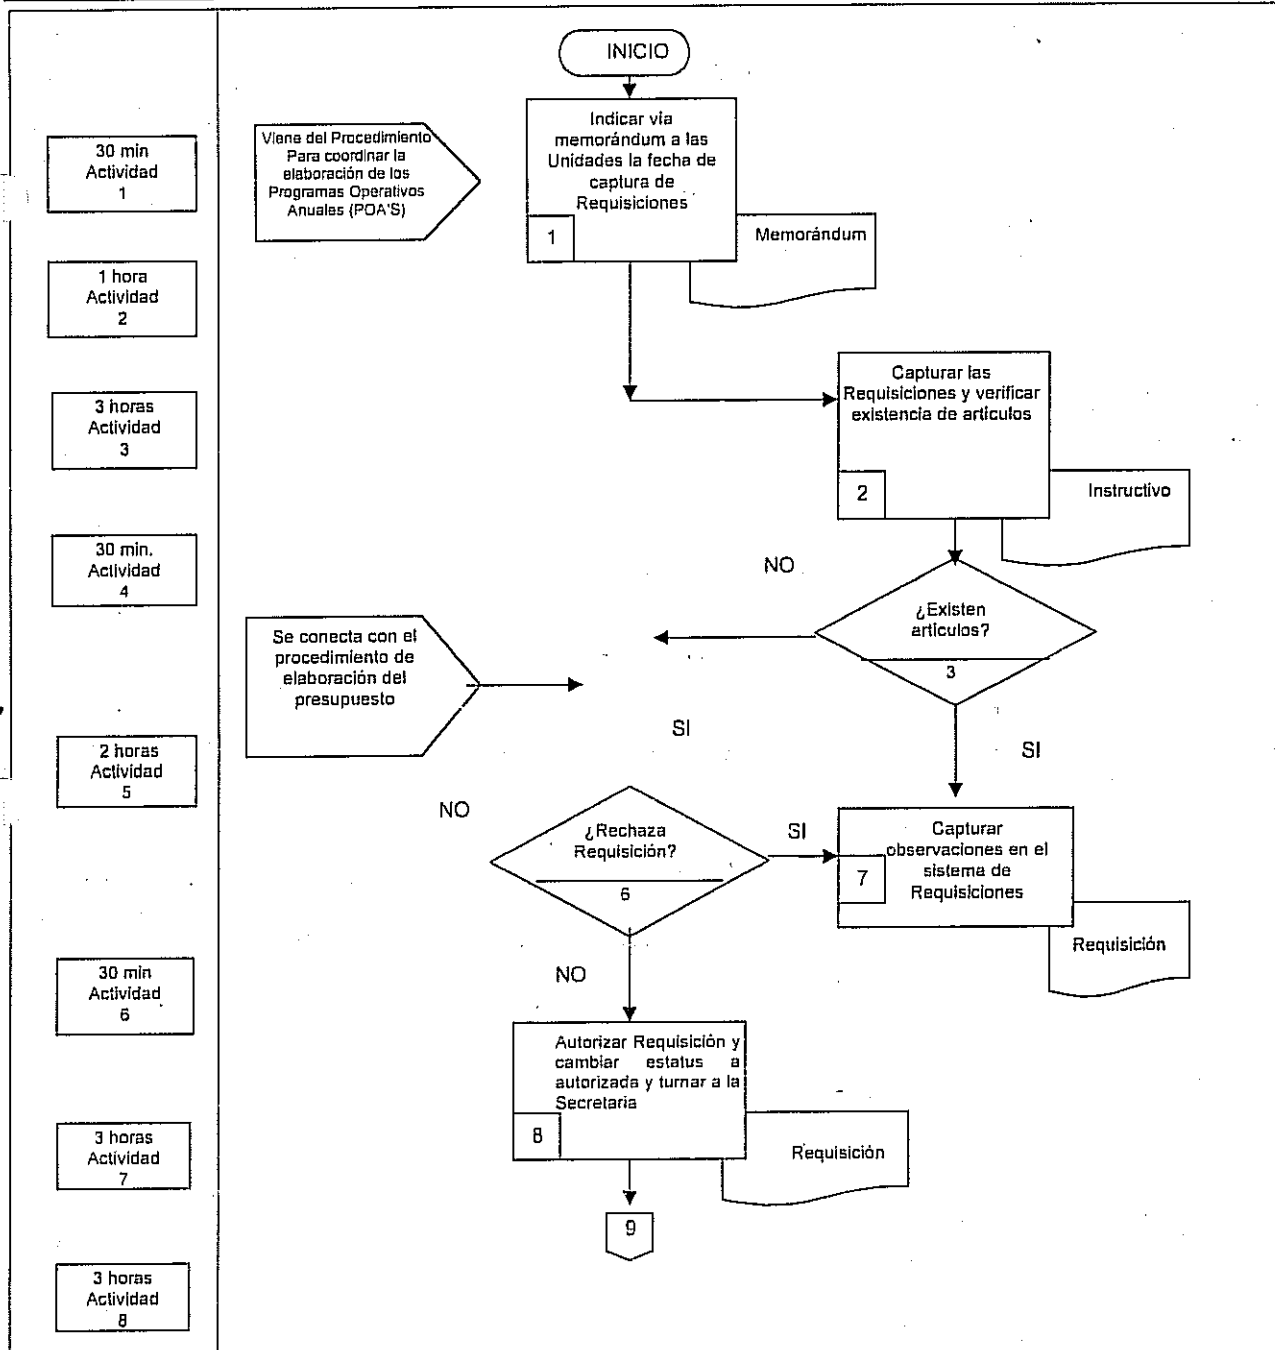 INICIO
Indicar vía
memorándum a las
Unidades la fecha de
captura de
Requisiciones
1
Memorándum
Viene del Procedimiento
Para coordinar la
elaboración de los
Programas Operativos
Anuales (POA'S)
30 min
Actividad
1
1 hora
Actividad
2
Capturar las
Requisiciones y verificar
existencia de artículos
2
Instructivo
3 horas
Actividad
3
30 min.
Actividad
4
NO
¿Existen
artículos?
3
Se conecta con el
procedimiento de
elaboración del
presupuesto
SI
SI
2 horas
Actividad
5
NO
¿Rechaza
Requisición?
6
SI
Capturar
observaciones en el
sistema de
Requisiciones
7
Requisición
30 min
Actividad
6
NO
Autorizar Requisición y
cambiar estatus a
autorizada y turnar a la
Secretaria
8
Requisición
3 horas
Actividad
7
9
3 horas
Actividad
8